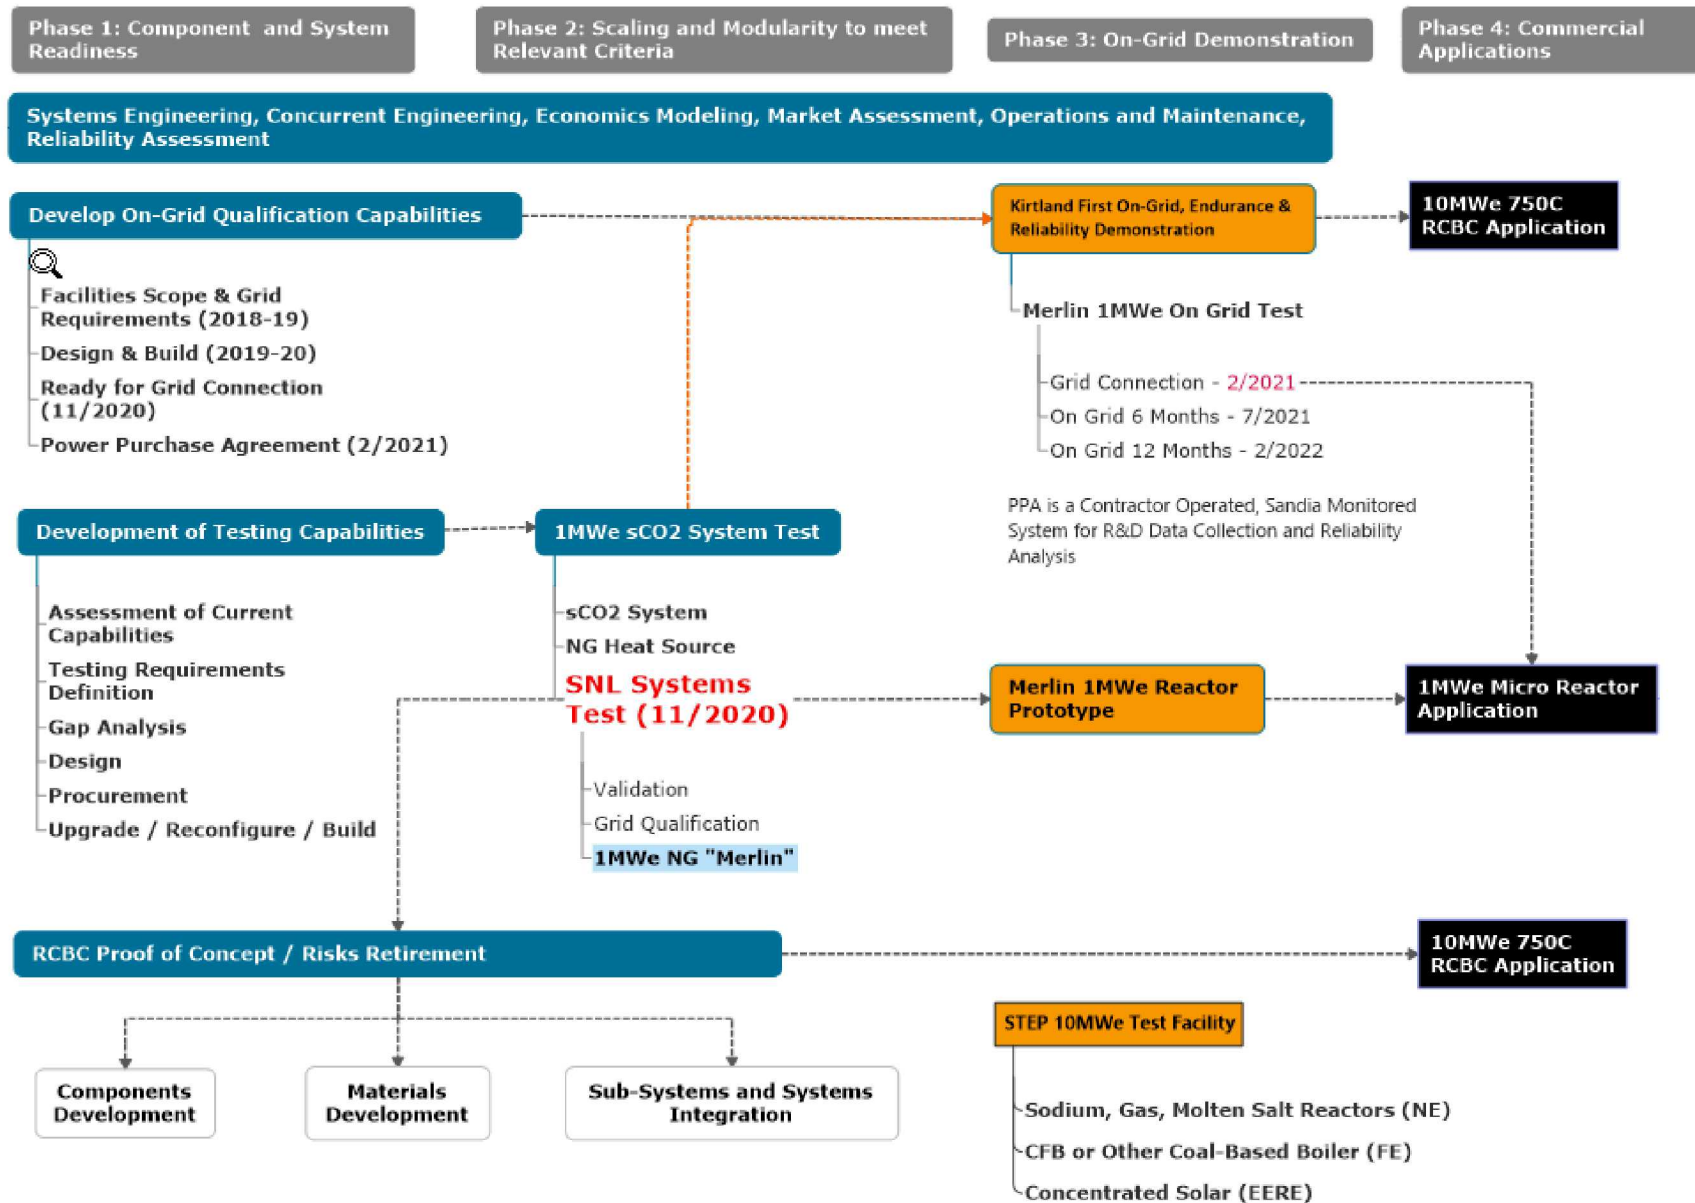 Phase 1: Component and System
Readiness
Phase 2: Scaling and Modularity to meet
Relevant Criteria
Phase 3: On-Grid Demonstration
Phase 4: Commercial
Applications
Systems Engineering, Concurrent Engineering, Economics Modeling, Market Assessment, Operations and Maintenance,
Reliability Assessment
Develop On-Grid Qualification Capabilities
Facilities Scope & Grid
Requirements (2018-19)
Design & Build (2019-20)
Ready for Grid Connection
(11/2020)
Power Purchase Agreement (2/2021)
Kirtland First On-Grid, Endurance &
Reliability Demonstration
Merlin 1MWe On Grid Test
Grid Connection - 2/2021
On Grid 6 Months - 7/2021
On Grid 12 Months - 2/2022
PPA is a Contractor Operated, Sandia Monitored
System for R&D Data Collection and Reliability
Analysis
10MWe 750C
RCBC Application
Development of Testing Capabilities
Assessment of Current
Capabilities
Testing Requirements
Definition
Gap Analysis
Design
Procurement
Upgrade / Reconfigure / Build
1MWe sCO2 System Test
sCO2 System
NG Heat Source
SNL Systems
Test (11/2020)
Validation
Grid Qualification
1MWe NG "Merlin"
Merlin 1MWe Reactor
Prototype
1MWe Micro Reactor
Application
RCBC Proof of Concept / Risks Retirement
10MWe 750C
RCBC Application
Components
Development
Materials
Development
Sub-Systems and Systems
Integration
STEP 10MWe Test Facility
Sodium, Gas, Molten Salt Reactors (NE)
CFB or Other Coal-Based Boiler (FE)
Concentrated Solar (EERE)